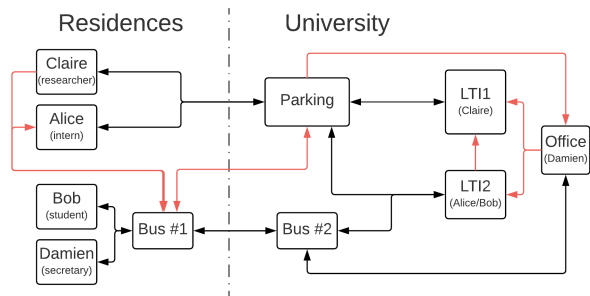 Residences
University
Claire
(researcher)
Alice
(intern)
Bob
(student)
Damien
(secretary)
Bus #1
Parking
Bus #2
LTI1
(Claire)
LTI2
(Alice/Bob)
Office
(Damien)